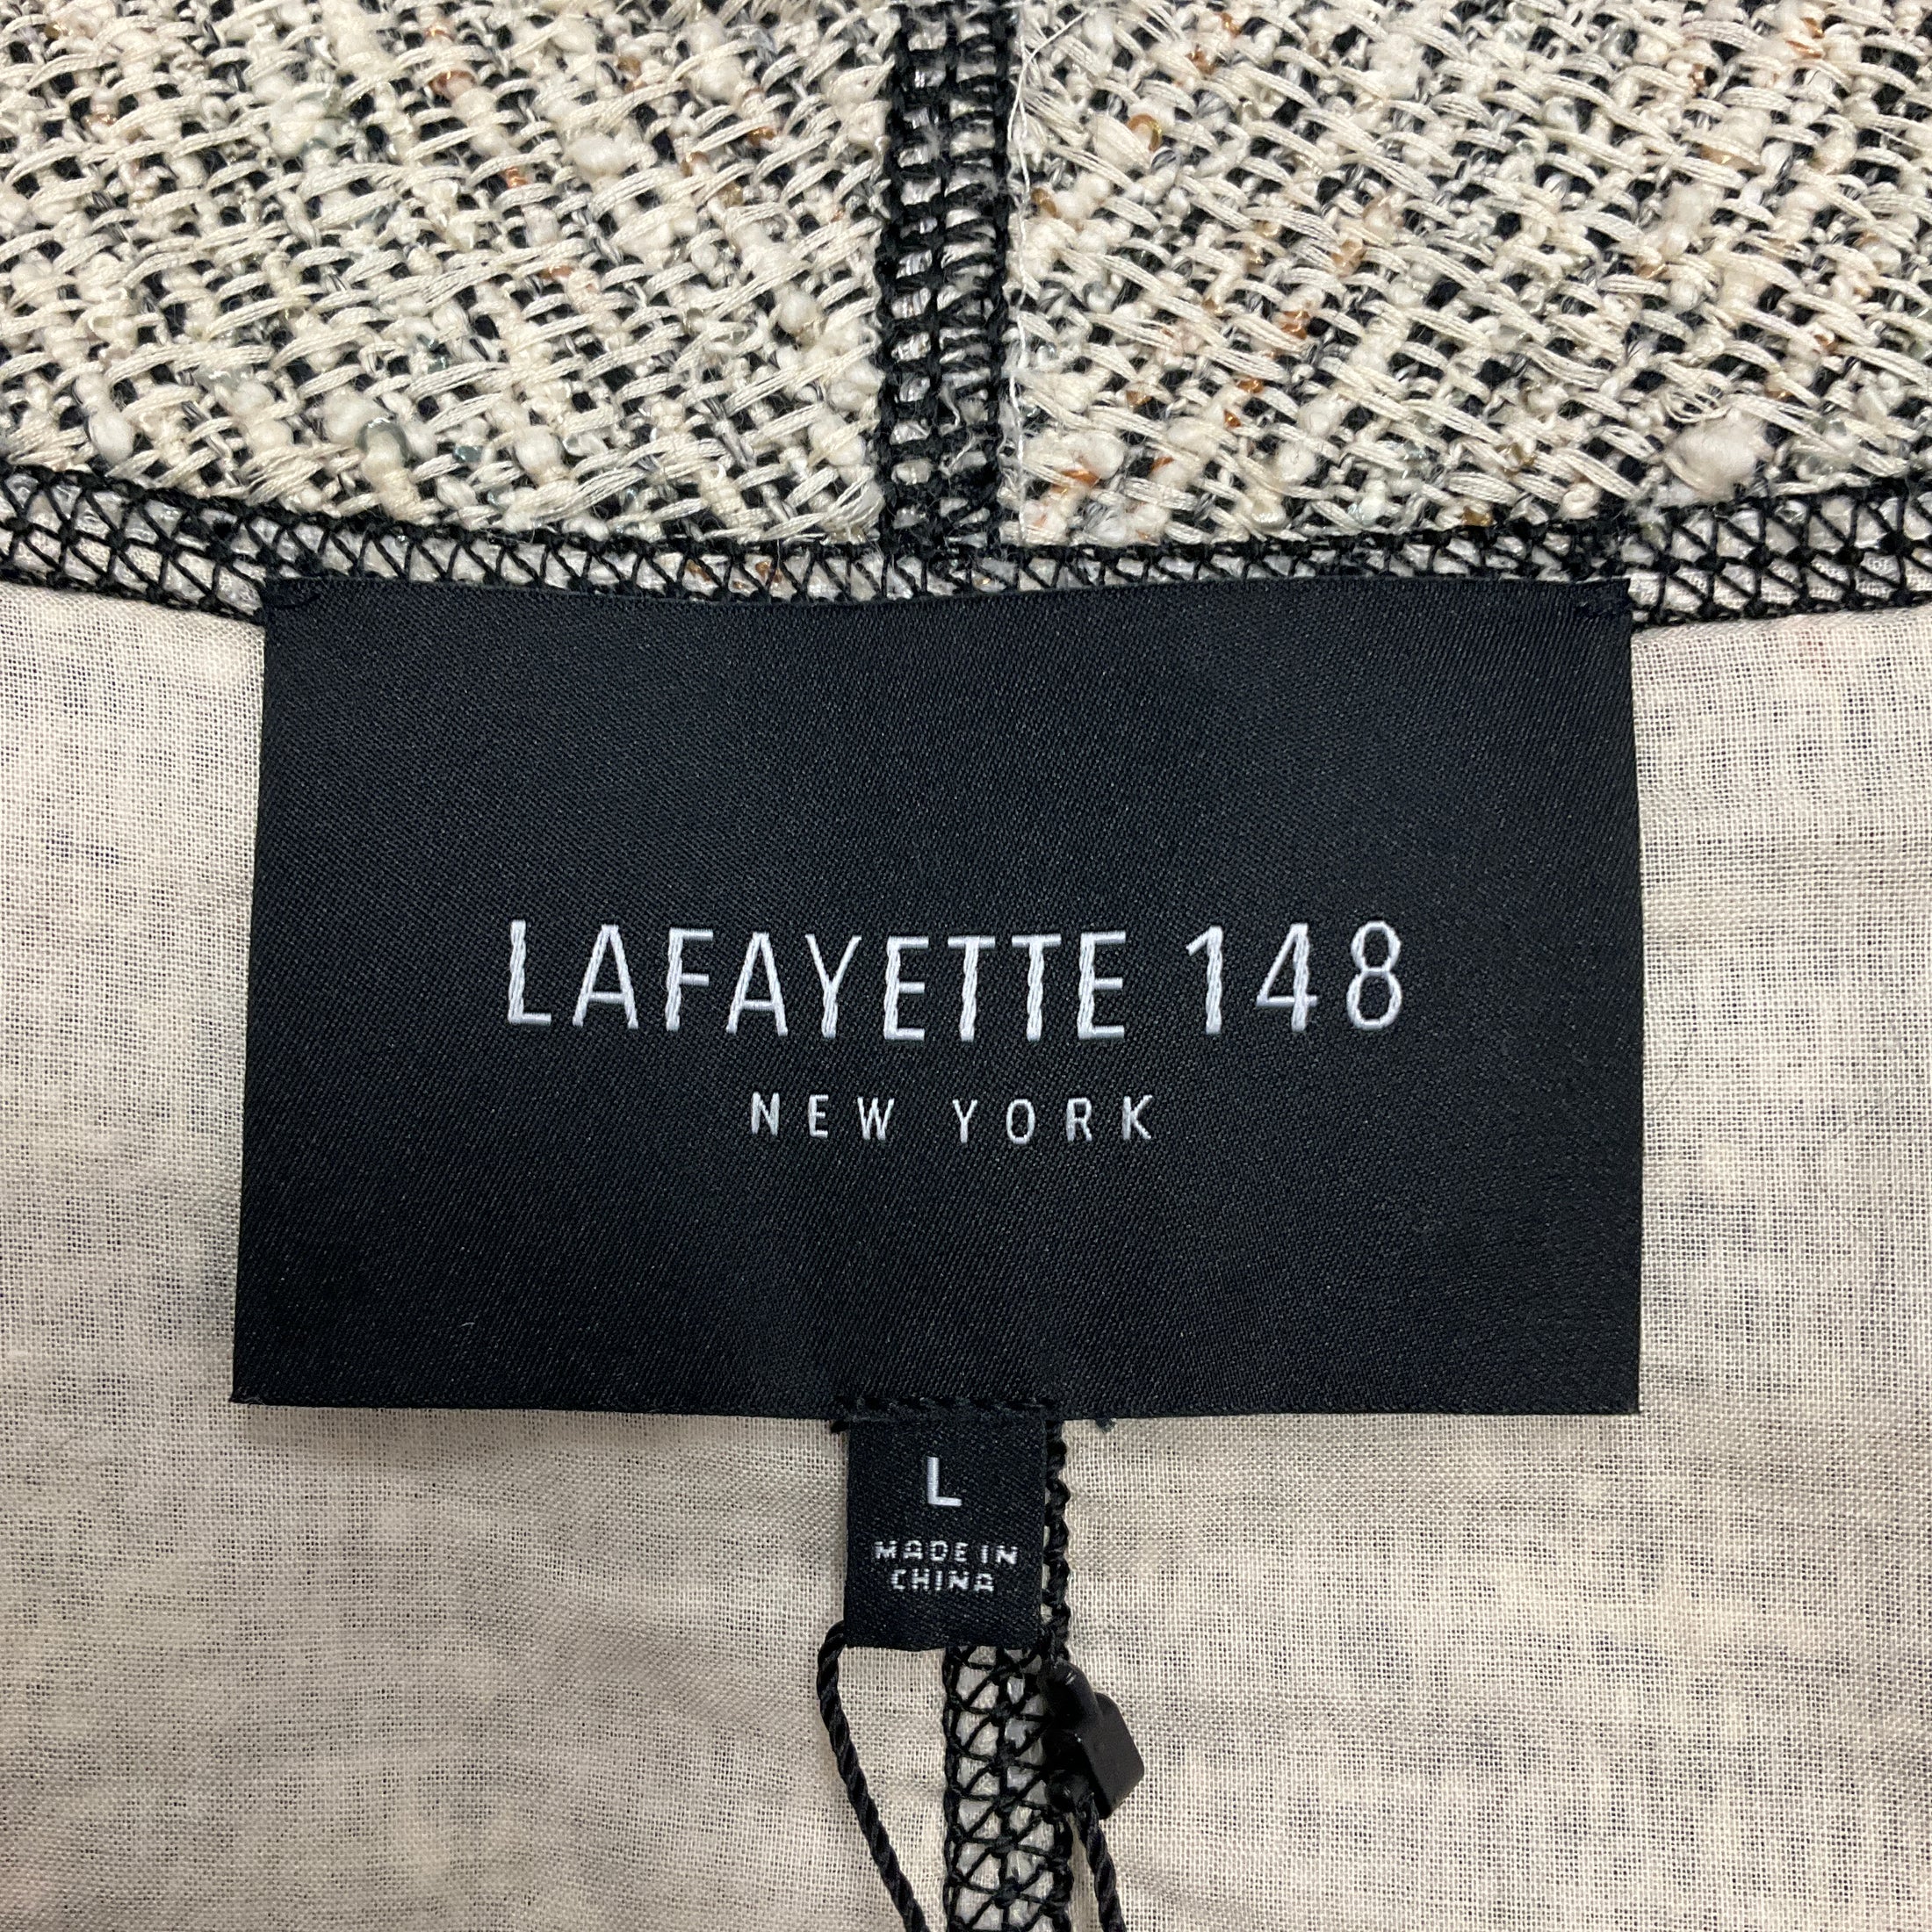 LAFAYETTE 148
NEW YORK
L
MADE IN
CHINA